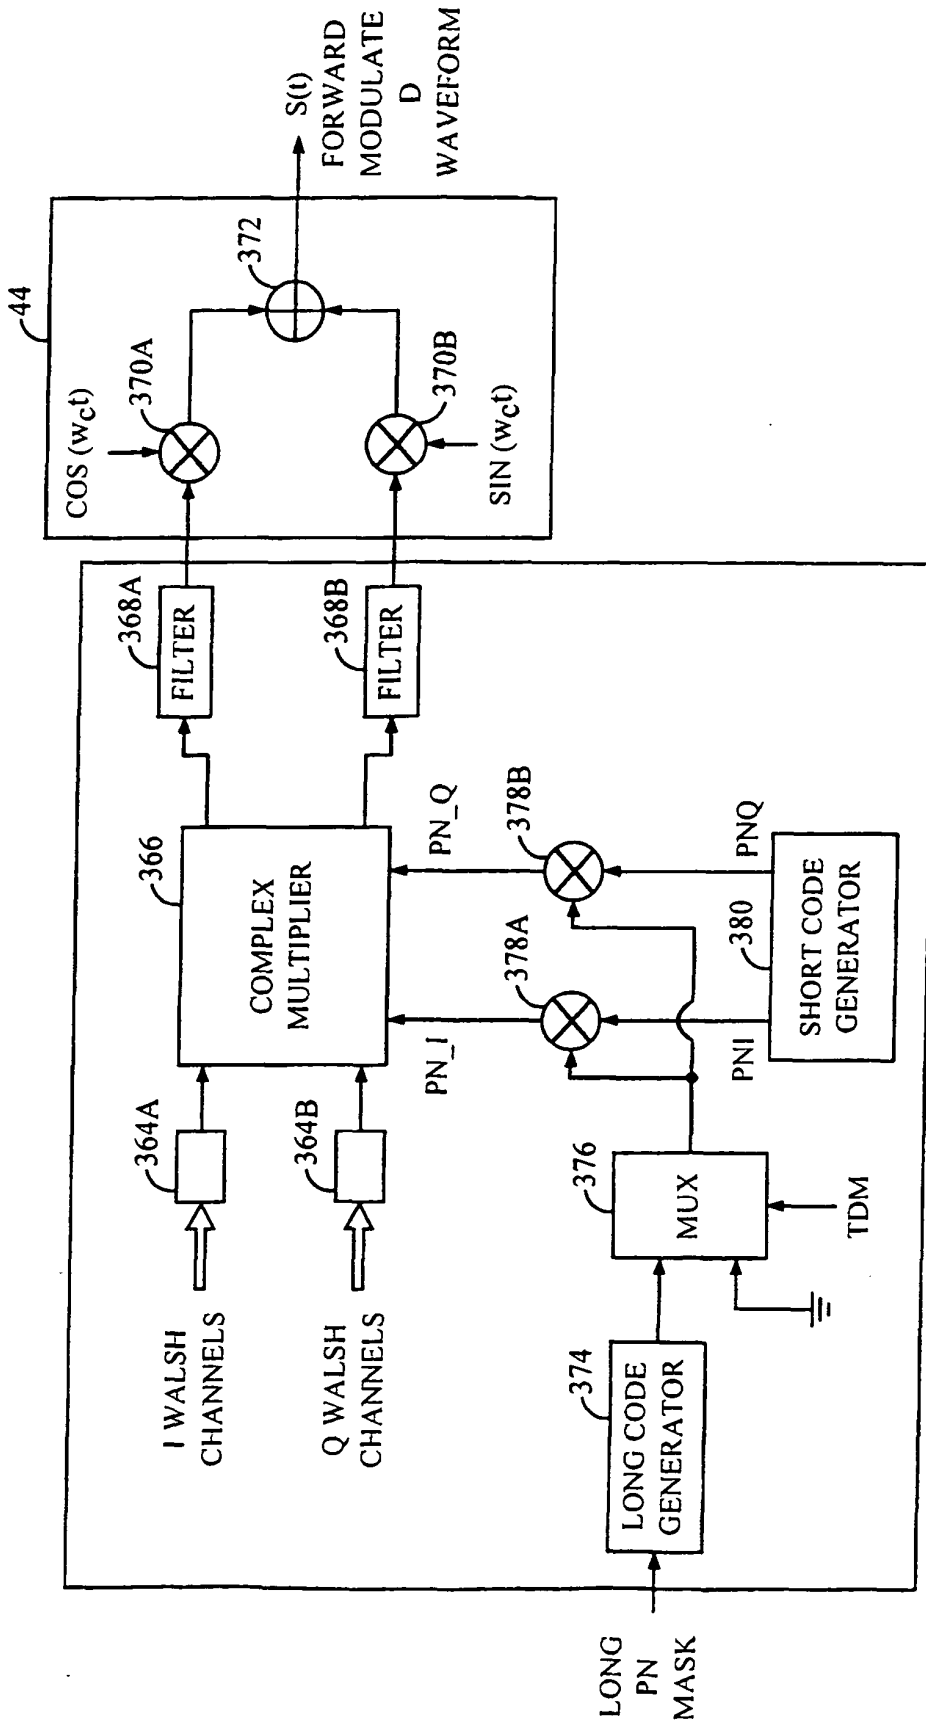 I WALSH
CHANNELS
364A
Q WALSH
CHANNELS
364B
COMPLEX
MULTIPLIER
366
FILTER
368A
FILTER
368B
44
COS (wct)
370A
372
SIN (wct)
370B
S(t)
FORWARD
MODULATE
D
WAVEFORM
PN_I
PN_Q
378A
378B
LONG
PN
MASK
LONG CODE
GENERATOR
374
MUX
376
TDM
PNI
PNQ
380
SHORT CODE
GENERATOR